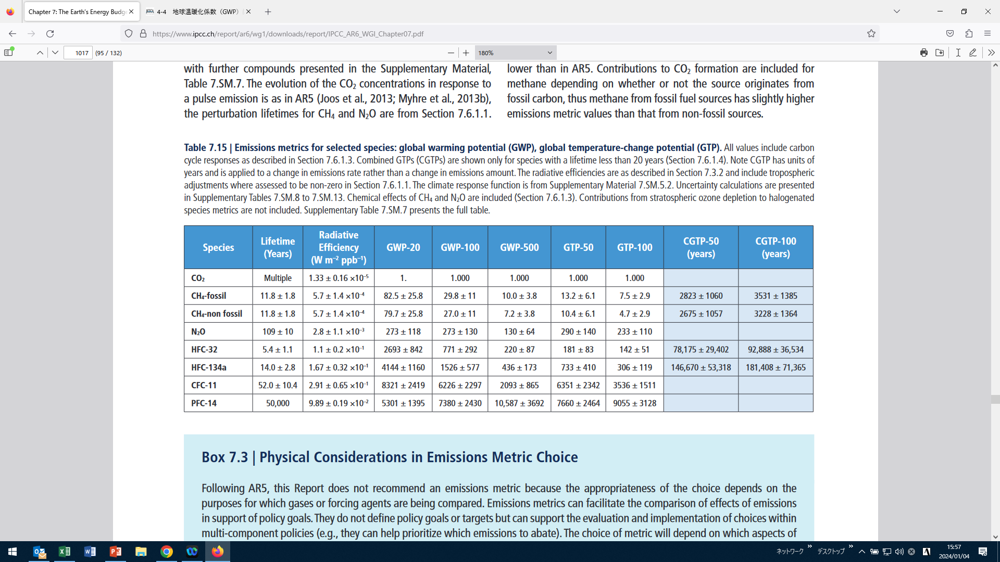 Chapter 7: The Earth's Energy Budg
4-4 地球温暖化係数（GWP）
https://www.ipcc.ch/report/ar6/wg1/downloads/report/IPCC_AR6_WGI_Chapter07.pdf
1017 (95 / 132)
180%
with further compounds presented in the Supplementary Material,
Table 7.SM.7. The evolution of the CO₂ concentrations in response to
a pulse emission is as in AR5 (Joos et al., 2013; Myhre et al., 2013b),
the perturbation lifetimes for CH₄ and N₂O are from Section 7.6.1.1.
lower than in AR5. Contributions to CO₂ formation are included for
methane depending on whether or not the source originates from
fossil carbon, thus methane from fossil fuel sources has slightly higher
emissions metric values than that from non-fossil sources.
Table 7.15 | Emissions metrics for selected species: global warming potential (GWP), global temperature-change potential (GTP). All values include carbon
cycle responses as described in Section 7.6.1.3. Combined GTPs (CGTPs) are shown only for species with a lifetime less than 20 years (Section 7.6.1.4). Note CGTP has units of
years and is applied to a change in emissions rate rather than a change in emissions amount. The radiative efficiencies are as described in Section 7.3.2 and include tropospheric
adjustments where assessed to be non-zero in Section 7.6.1.1. The climate response function is from Supplementary Material 7.SM.5.2. Uncertainty calculations are presented
in Supplementary Tables 7.SM.8 to 7.SM.13. Chemical effects of CH₄ and N₂O are included (Section 7.6.1.3). Contributions from stratospheric ozone depletion to halogenated
species metrics are not included. Supplementary Table 7.SM.7 presents the full table.
Species Lifetime (Years) Radiative Efficiency (W m⁻² ppb⁻¹) GWP-20 GWP-100 GWP-500 GTP-50 GTP-100 CGTP-50 (years) CGTP-100 (years)
CO₂ Multiple 1.33 ± 0.16 ×10⁻⁵ 1. 1.000 1.000 1.000 1.000
CH₄-fossil 11.8 ± 1.8 5.7 ± 1.4 ×10⁻⁴ 82.5 ± 25.8 29.8 ± 11 10.0 ± 3.8 13.2 ± 6.1 7.5 ± 2.9 2823 ± 1060 3531 ± 1385
CH₄-non fossil 11.8 ± 1.8 5.7 ± 1.4 ×10⁻⁴ 79.7 ± 25.8 27.0 ± 11 7.2 ± 3.8 10.4 ± 6.1 4.7 ± 2.9 2675 ± 1057 3228 ± 1364
N₂O 109 ± 10 2.8 ± 1.1 ×10⁻³ 273 ± 118 273 ± 130 130 ± 64 290 ± 140 233 ± 110
HFC-32 5.4 ± 1.1 1.1 ± 0.2 ×10⁻¹ 2693 ± 842 771 ± 292 220 ± 87 181 ± 83 142 ± 51 78,175 ± 29,402 92,888 ± 36,534
HFC-134a 14.0 ± 2.8 1.67 ± 0.32 ×10⁻¹ 4144 ± 1160 1526 ± 577 436 ± 173 733 ± 410 306 ± 119 146,670 ± 53,318 181,408 ± 71,365
CFC-11 52.0 ± 10.4 2.91 ± 0.65 ×10⁻¹ 8321 ± 2419 6226 ± 2297 2093 ± 865 6351 ± 2342 3536 ± 1511
PFC-14 50,000 9.89 ± 0.19 ×10⁻² 5301 ± 1395 7380 ± 2430 10,587 ± 3692 7660 ± 2464 9055 ± 3128
Box 7.3 | Physical Considerations in Emissions Metric Choice
Following AR5, this Report does not recommend an emissions metric because the appropriateness of the choice depends on the
purposes for which gases or forcing agents are being compared. Emissions metrics can facilitate the comparison of effects of emissions
in support of policy goals. They do not define policy goals or targets but can support the evaluation and implementation of choices within
multi-component policies (e.g., they can help prioritize which emissions to abate). The choice of metric will depend on which aspects of
ネットワーク デスクトップ A 15:57
2024/01/04